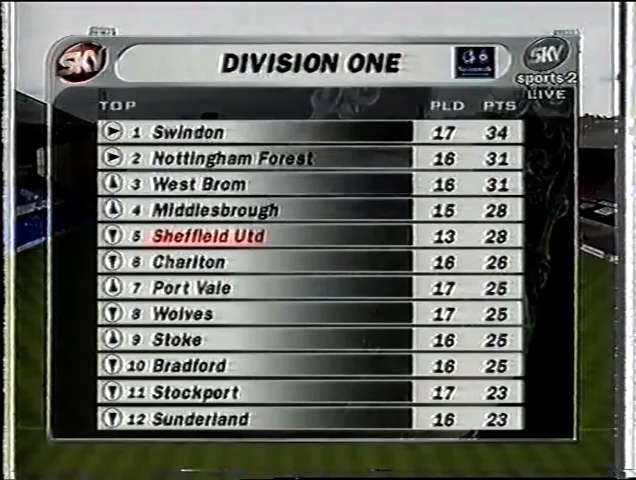 SKY
DIVISION ONE
SKY
sports 2
LIVE
TOP PLD PTS
1 Swindon 17 34
2 Nottingham Forest 16 31
3 West Brom 16 31
4 Middlesbrough 15 28
5 Sheffield Utd 13 28
6 Charlton 16 26
7 Port Vale 17 25
8 Wolves 17 25
9 Stoke 16 25
10 Bradford 16 25
11 Stockport 17 23
12 Sunderland 16 23